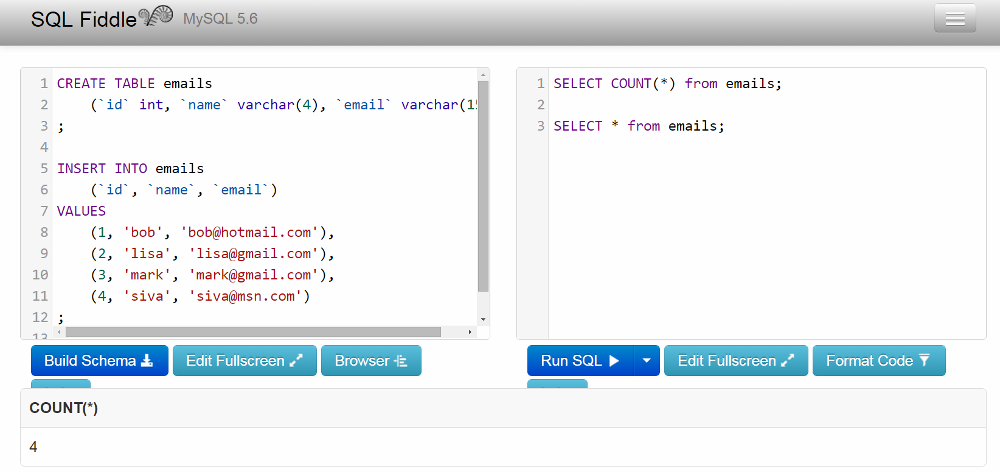 SQL Fiddle MySQL 5.6
1 CREATE TABLE emails
2 (`id` int, `name` varchar(4), `email` varchar(15
3 ;
4
5 INSERT INTO emails
6 (`id`, `name`, `email`)
7 VALUES
8 (1, 'bob', 'bob@hotmail.com'),
9 (2, 'lisa', 'lisa@gmail.com'),
10 (3, 'mark', 'mark@gmail.com'),
11 (4, 'siva', 'siva@msn.com')
12 ;
13
Build Schema Edit Fullscreen Browser
1 SELECT COUNT(*) from emails;
2
3 SELECT * from emails;
Run SQL Edit Fullscreen Format Code
COUNT(*)
4